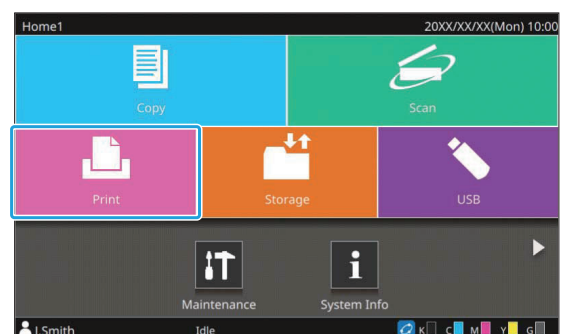 Home1 20XX/XX/XX(Mon) 10:00
Copy Scan
Print Storage USB
Maintenance System Info
J.Smith Idle K C M Y G